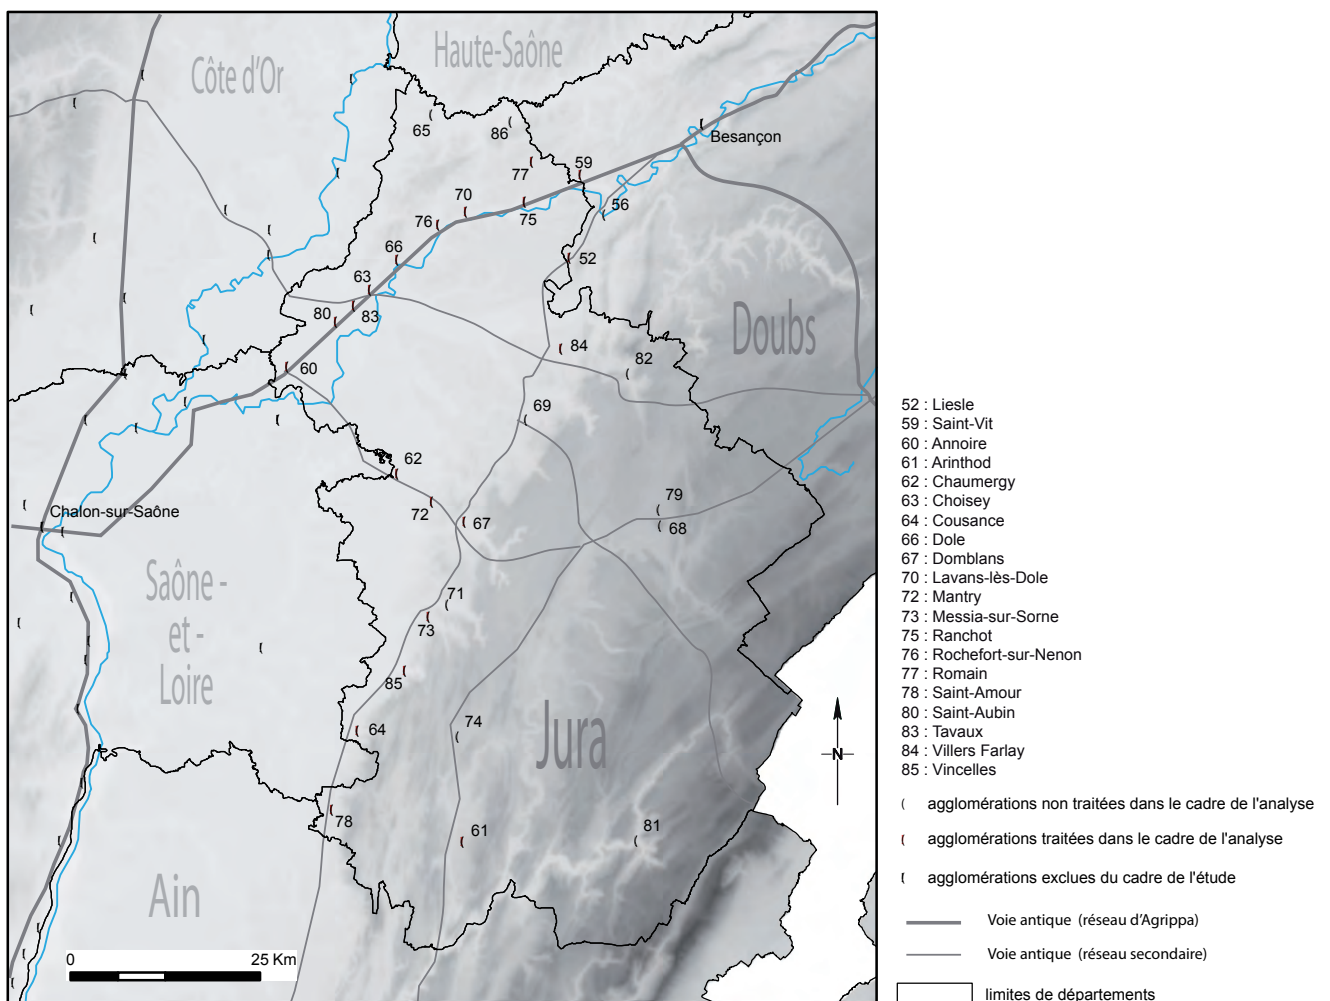 Côte d'Or
Haute-Saône
65
86
Besançon
77
59
70
75
56
76
66
52
63
80
83
Doubs
84
82
60
69
62
79
72
67
68
Chalon-sur-Saône
Saône -
et -
Loire
71
73
85
74
64
Jura
78
61
81
Ain
N
0
25 Km
52 : Liesle
59 : Saint-Vit
60 : Annoire
61 : Arinthod
62 : Chaumergy
63 : Choisey
64 : Cousance
66 : Dole
67 : Domblans
70 : Lavans-lès-Dole
72 : Mantry
73 : Messia-sur-Sorne
75 : Ranchot
76 : Rochefort-sur-Nenon
77 : Romain
78 : Saint-Amour
80 : Saint-Aubin
83 : Tavaux
84 : Villers Farlay
85 : Vincelles
agglomérations non traitées dans le cadre de l'analyse
agglomérations traitées dans le cadre de l'analyse
agglomérations exclues du cadre de l'étude
Voie antique (réseau d'Agrippa)
Voie antique (réseau secondaire)
limites de départements